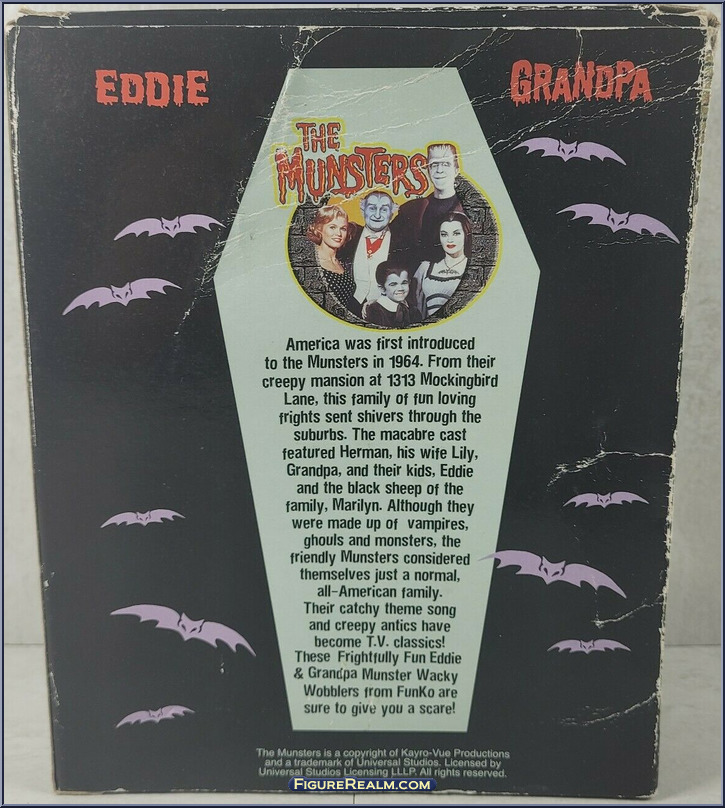 EDDIE
GRANDPA
THE
MUNSTERS
America was first introduced
to the Munsters in 1964. From their
creepy mansion at 1313 Mockingbird
Lane, this family of fun loving
frights sent shivers through the
suburbs. The macabre cast
featured Herman, his wife Lily,
Grandpa, and their kids, Eddie
and the black sheep of the
family, Marilyn. Although they
were made up of vampires,
ghouls and monsters, the
friendly Munsters considered
themselves just a normal,
all-American family.
Their catchy theme song
and creepy antics have
become T.V. classics!
These Frightfully Fun Eddie
& Grandpa Munster Wacky
Wobblers from FunKo are
sure to give you a scare!
The Munsters is a copyright of Kayro-Vue Productions
and a trademark of Universal Studios. Licensed by
Universal Studios Licensing LLLP. All rights reserved.
FIGUREREALM.COM